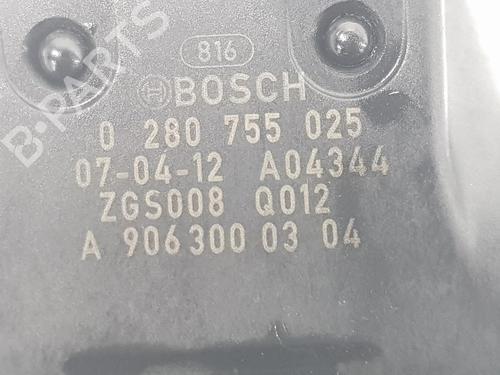 B-PARTS
816
BOSCH
0 280 755 025
07-04-12 A04344
ZGS008 Q012
A 906 300 03 04